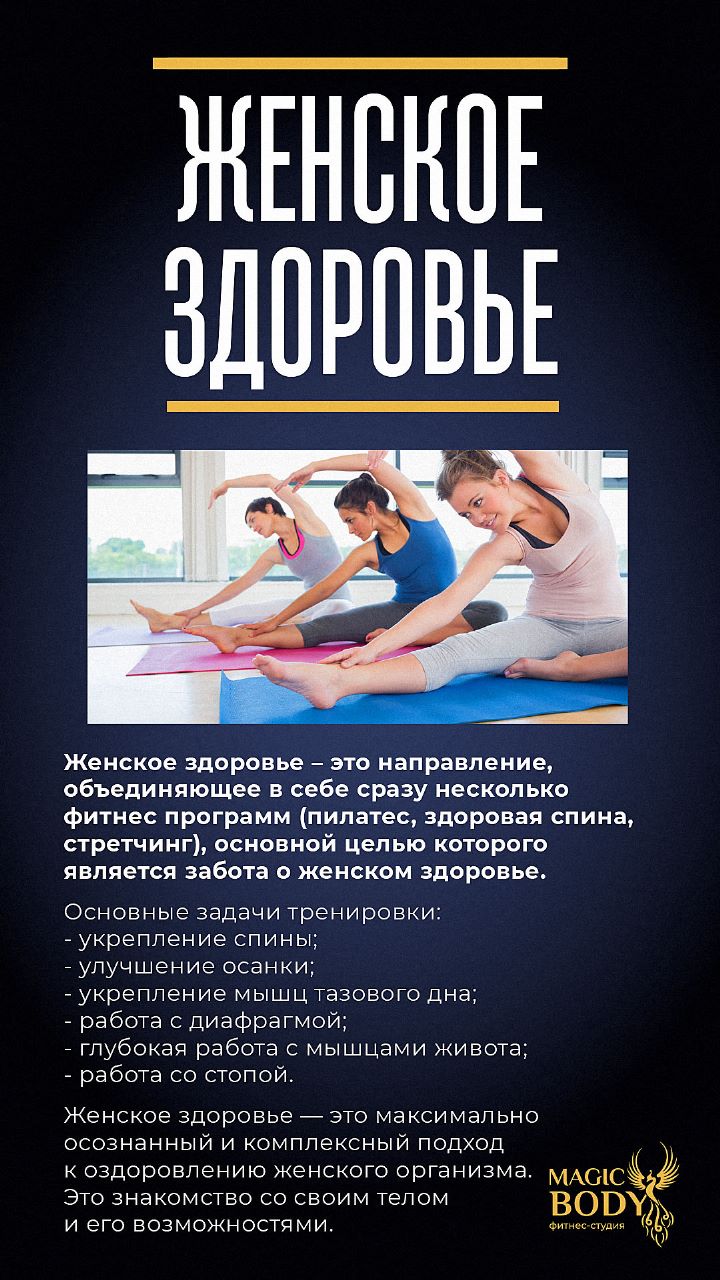 ЖЕНСКОЕ
ЗДОРОВЬЕ
Женское здоровье – это направление,
объединяющее в себе сразу несколько
фитнес программ (пилатес, здоровая спина,
стретчинг), основной целью которого
является забота о женском здоровье.
Основные задачи тренировки:
- укрепление спины;
- улучшение осанки;
- укрепление мышц тазового дна;
- работа с диафрагмой;
- глубокая работа с мышцами живота;
- работа со стопой.
Женское здоровье — это максимально
осознанный и комплексный подход
к оздоровлению женского организма.
Это знакомство со своим телом
и его возможностями.
MAGIC
BODY
фитнес-студия